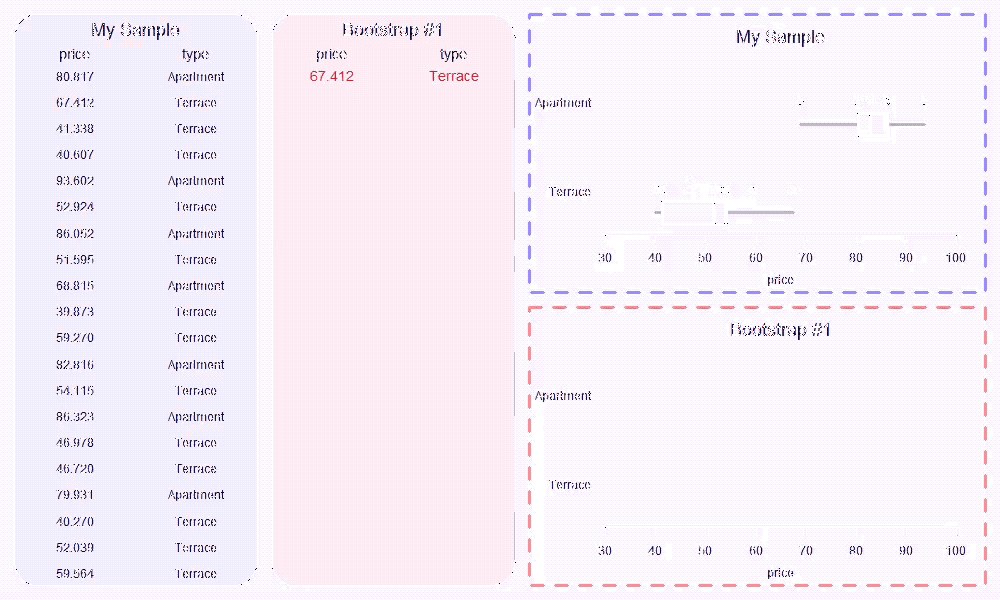 My Sample
price type
80.817 Apartment
67.412 Terrace
41.338 Terrace
40.607 Terrace
93.602 Apartment
52.924 Terrace
86.052 Apartment
51.595 Terrace
68.815 Apartment
39.873 Terrace
59.270 Terrace
82.816 Apartment
54.115 Terrace
86.323 Apartment
46.978 Terrace
46.720 Terrace
79.931 Apartment
40.270 Terrace
52.039 Terrace
59.564 Terrace
Bootstrap #1
price type
67.412 Terrace
My Sample
Apartment
Terrace
30 40 50 60 70 80 90 100
price
Bootstrap #1
Apartment
Terrace
30 40 50 60 70 80 90 100
price